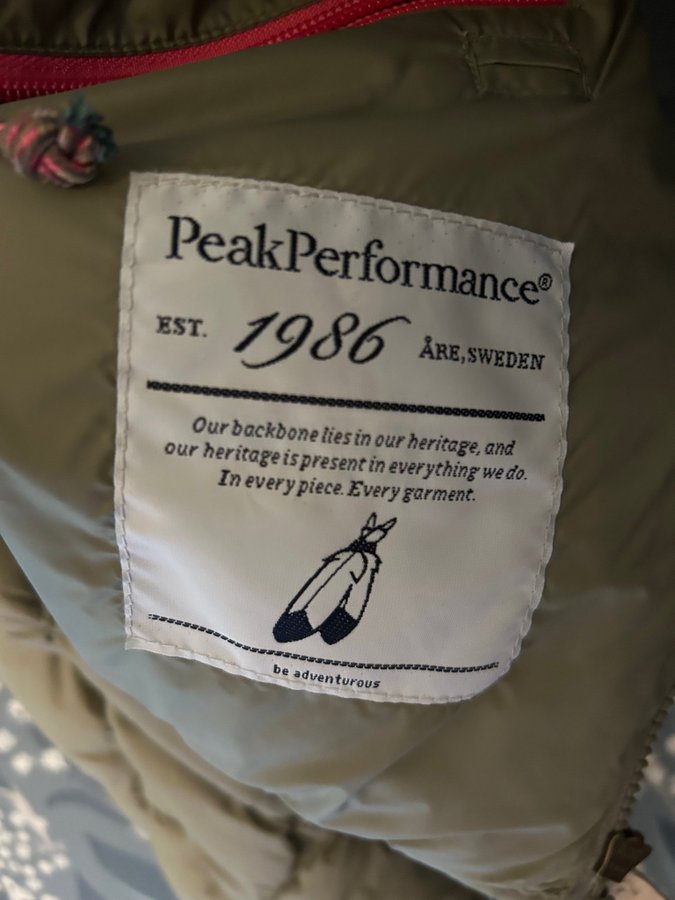 PeakPerformance®
EST. 1986 ÅRE, SWEDEN
Our backbone lies in our heritage, and
our heritage is present in everything we do.
In every piece. Every garment.
be adventurous